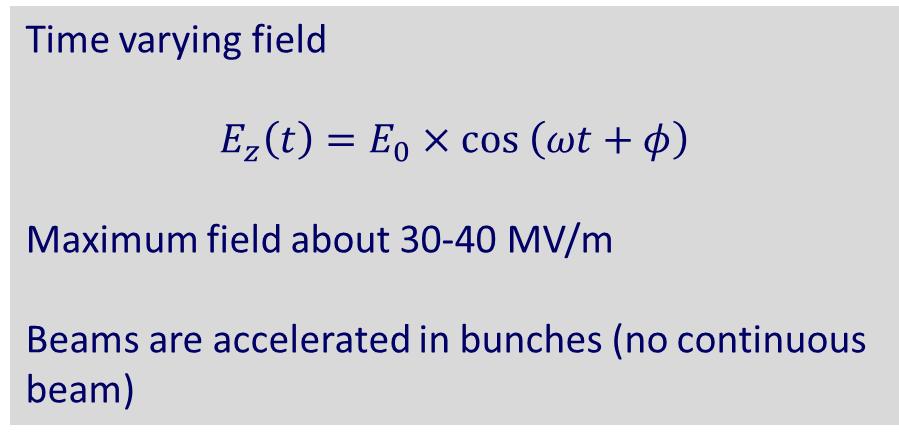 Time varying field
E_z(t) = E_0 × cos (ωt + ϕ)
Maximum field about 30-40 MV/m
Beams are accelerated in bunches (no continuous
beam)